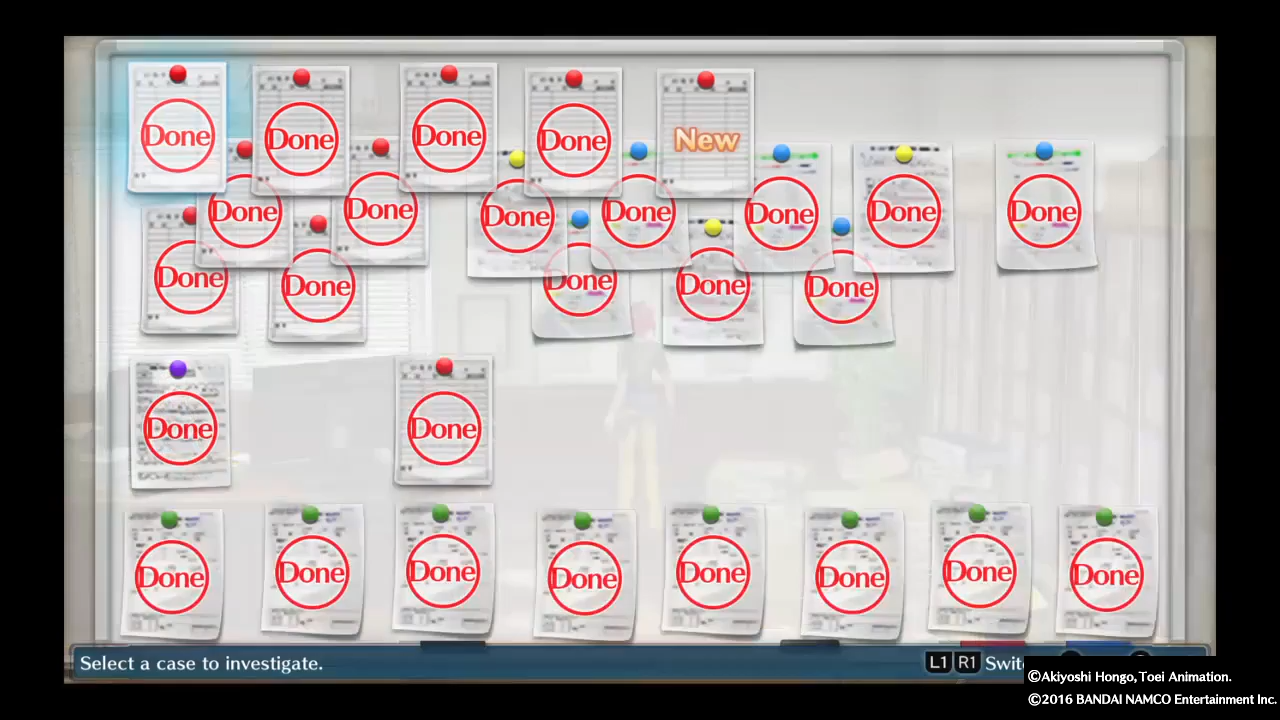 Done Done Done Done New
Done Done Done Done Done Done Done
Done Done Done Done Done
Done Done
Done Done Done Done Done Done Done Done
Select a case to investigate.
L1 R1
©Akiyoshi Hongo, Toei Animation.
©2016 BANDAI NAMCO Entertainment Inc.